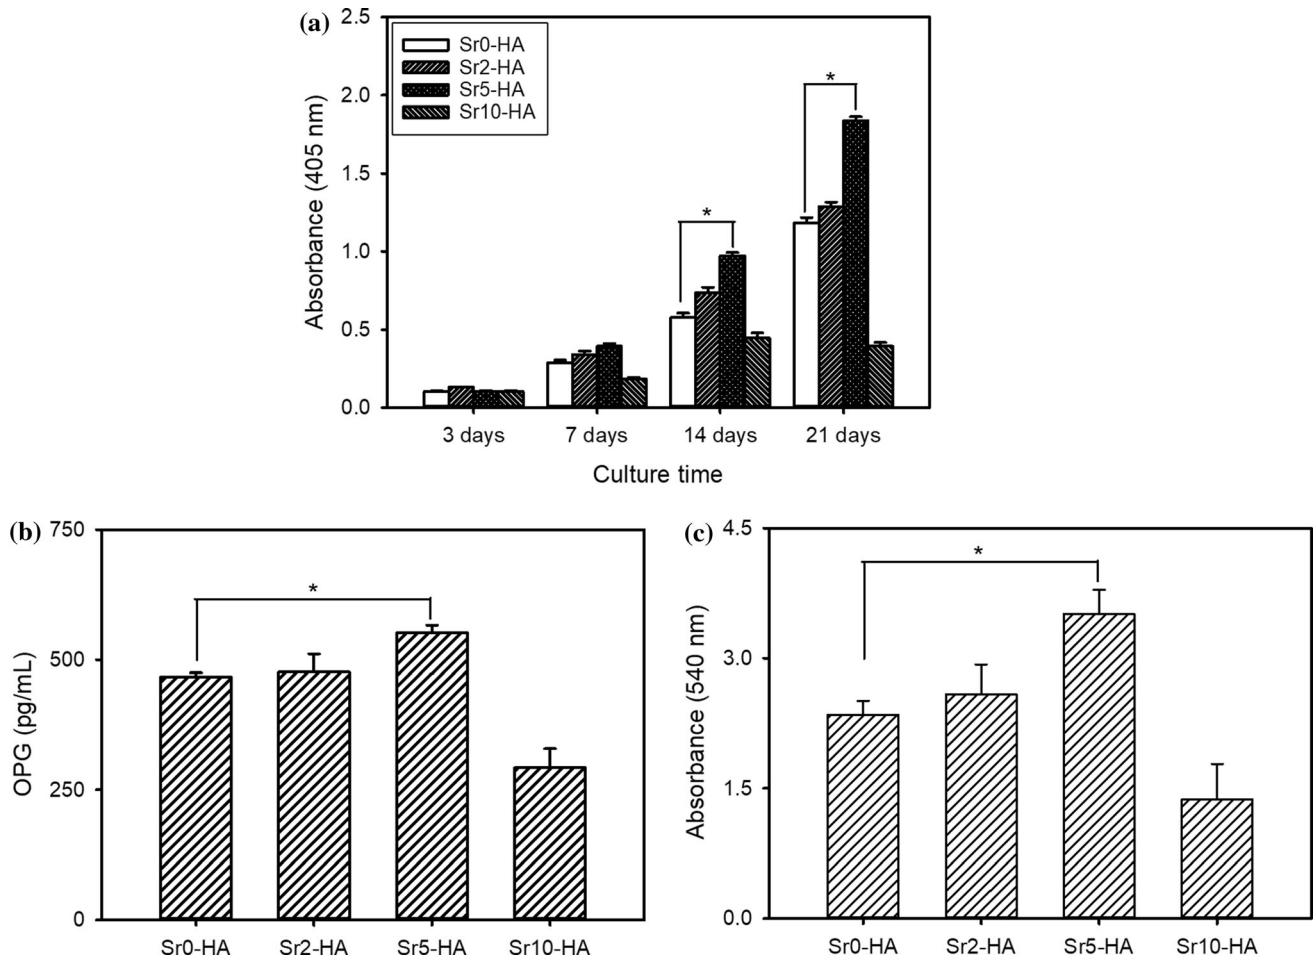 (a)
2.5
2.0
1.5
1.0
0.5
0.0
Absorbance (405 nm)
Sr0-HA
Sr2-HA
Sr5-HA
Sr10-HA
*
*
3 days 7 days 14 days 21 days
Culture time
(b)
750
500
250
0
OPG (pg/mL)
*
Sr0-HA Sr2-HA Sr5-HA Sr10-HA
(c)
4.5
3.0
1.5
0.0
Absorbance (540 nm)
*
Sr0-HA Sr2-HA Sr5-HA Sr10-HA